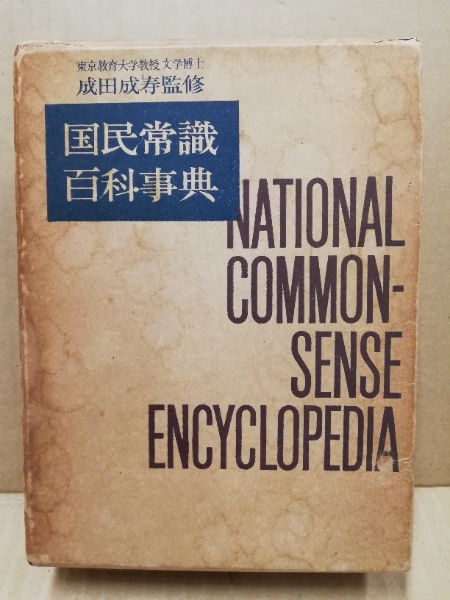 東京教育大学教授文学博士
成田成寿監修
国民常識
百科事典
NATIONAL
COMMON-
SENSE
ENCYCLOPEDIA